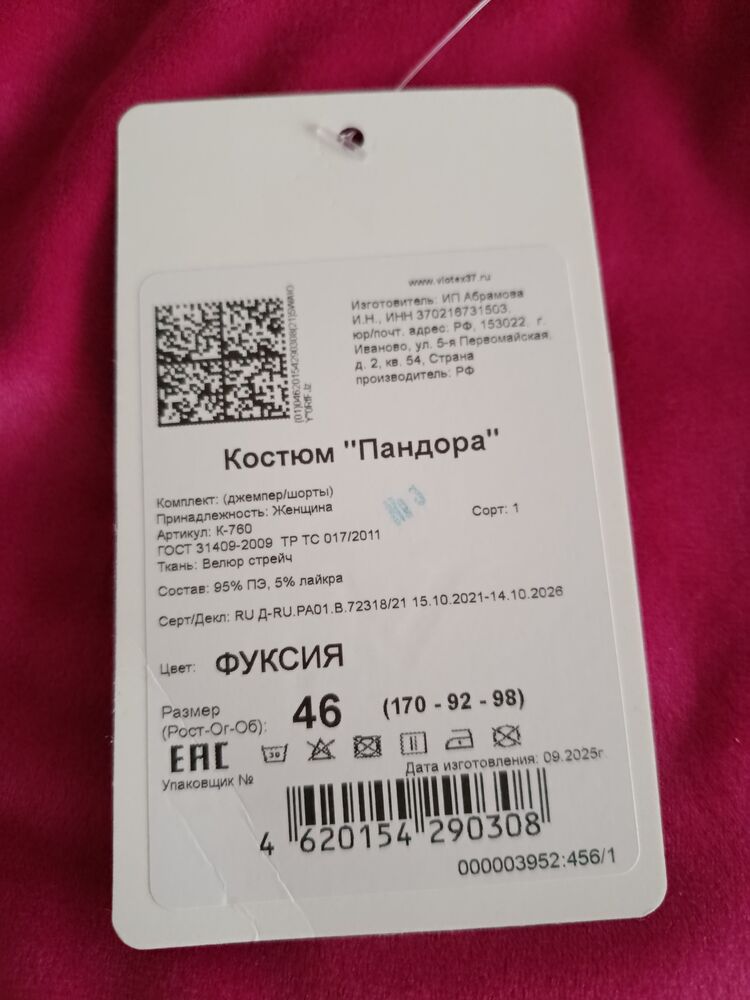 www.viotex37.ru
Изготовитель: ИП Абрамова
И.Н., ИНН 370216731503,
юр/почт. адрес: РФ, 153022, г.
Иваново, ул. 5-я Первомайская,
д. 2, кв. 54, Страна
производитель: РФ
Костюм "Пандора"
Комплект: (джемпер/шорты)
Принадлежность: Женщина
Артикул: К-760
Сорт: 1
ГОСТ 31409-2009 ТР ТС 017/2011
Ткань: Велюр стрейч
Состав: 95% ПЭ, 5% лайкра
Серт/Декл: RU Д-RU.РА01.В.72318/21 15.10.2021-14.10.2026
Цвет: ФУКСИЯ
Размер
(Рост-Ог-Об): 46 (170 - 92 - 98)
EAC 30
Дата изготовления: 09.2025г.
Упаковщик №
4 620154 290308
000003952:456/1